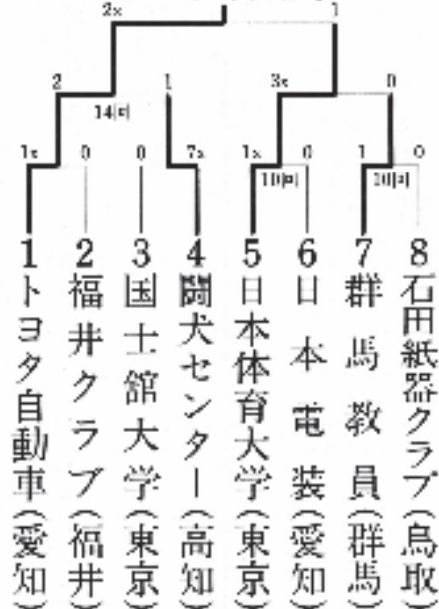 2x 1
2 1 3x 0
14回
1x 0 0 7x 1x 0 1 0
10回 10回
1 トヨタ自動車(愛知)
2 福井クラブ(福井)
3 国士舘大学(東京)
4 闘犬センター(高知)
5 日本体育大学(東京)
6 日本電装(愛知)
7 群馬教員(群馬)
8 石田紙器クラブ(鳥取)